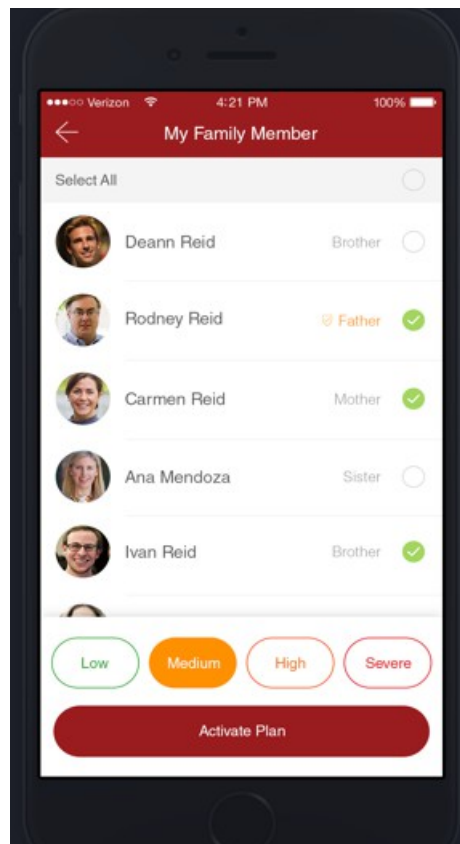 Verizon 4:21 PM 100%
My Family Member
Select All
Deann Reid Brother
Rodney Reid Father
Carmen Reid Mother
Ana Mendoza Sister
Ivan Reid Brother
Low Medium High Severe
Activate Plan